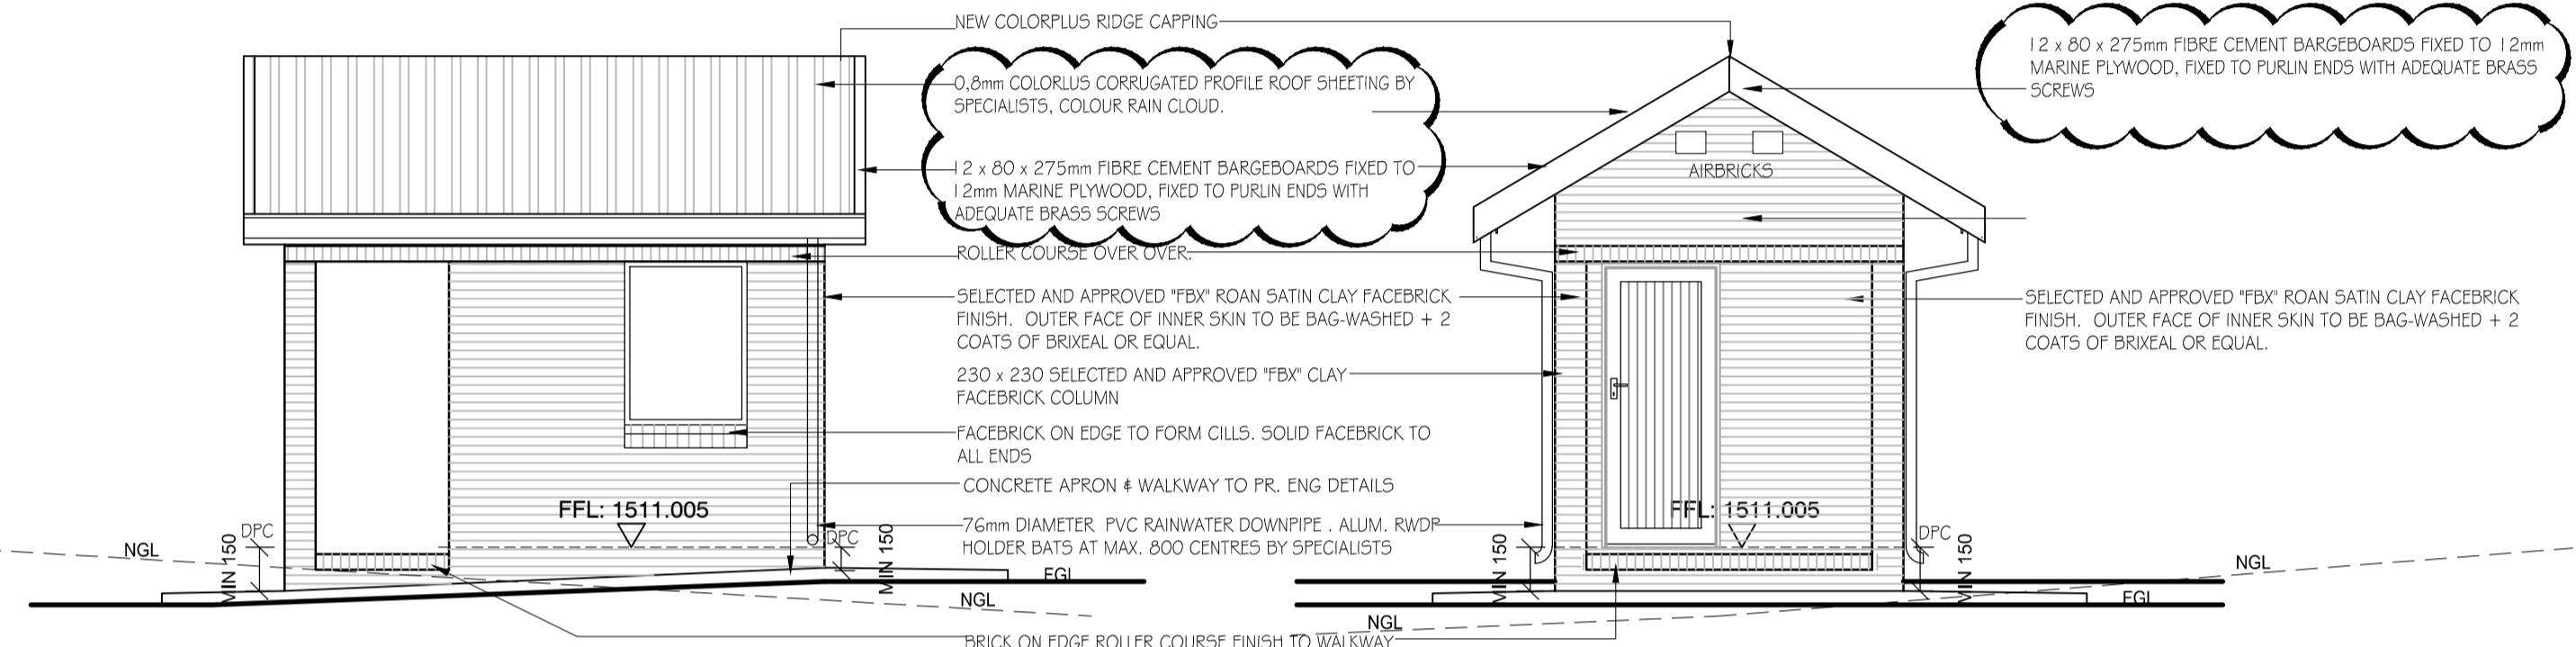 NEW COLORPLUS RIDGE CAPPING
0,8mm COLORLUS CORRUGATED PROFILE ROOF SHEETING BY
SPECIALISTS, COLOUR RAIN CLOUD.
12 x 80 x 275mm FIBRE CEMENT BARGEBOARDS FIXED TO
12mm MARINE PLYWOOD, FIXED TO PURLIN ENDS WITH
ADEQUATE BRASS SCREWS
ROLLER COURSE OVER OVER.
SELECTED AND APPROVED "FBX" ROAN SATIN CLAY FACEBRICK
FINISH. OUTER FACE OF INNER SKIN TO BE BAG-WASHED + 2
COATS OF BRIXEAL OR EQUAL.
230 x 230 SELECTED AND APPROVED "FBX" CLAY
FACEBRICK COLUMN
FACEBRICK ON EDGE TO FORM CILLS. SOLID FACEBRICK TO
ALL ENDS
CONCRETE APRON & WALKWAY TO PR. ENG DETAILS
76mm DIAMETER PVC RAINWATER DOWNPIPE . ALUM. RWDP
HOLDER BATS AT MAX. 800 CENTRES BY SPECIALISTS
BRICK ON EDGE ROLLER COURSE FINISH TO WALKWAY
12 x 80 x 275mm FIBRE CEMENT BARGEBOARDS FIXED TO 12mm
MARINE PLYWOOD, FIXED TO PURLIN ENDS WITH ADEQUATE BRASS
SCREWS
AIRBRICKS
SELECTED AND APPROVED "FBX" ROAN SATIN CLAY FACEBRICK
FINISH. OUTER FACE OF INNER SKIN TO BE BAG-WASHED + 2
COATS OF BRIXEAL OR EQUAL.
FFL: 1511.005
DPC
NGL
MIN 150
DPC
MIN 150
FGL
NGL
FFL: 1511.005
DPC
MIN 150
MIN 150
NGL
FGL
NGL